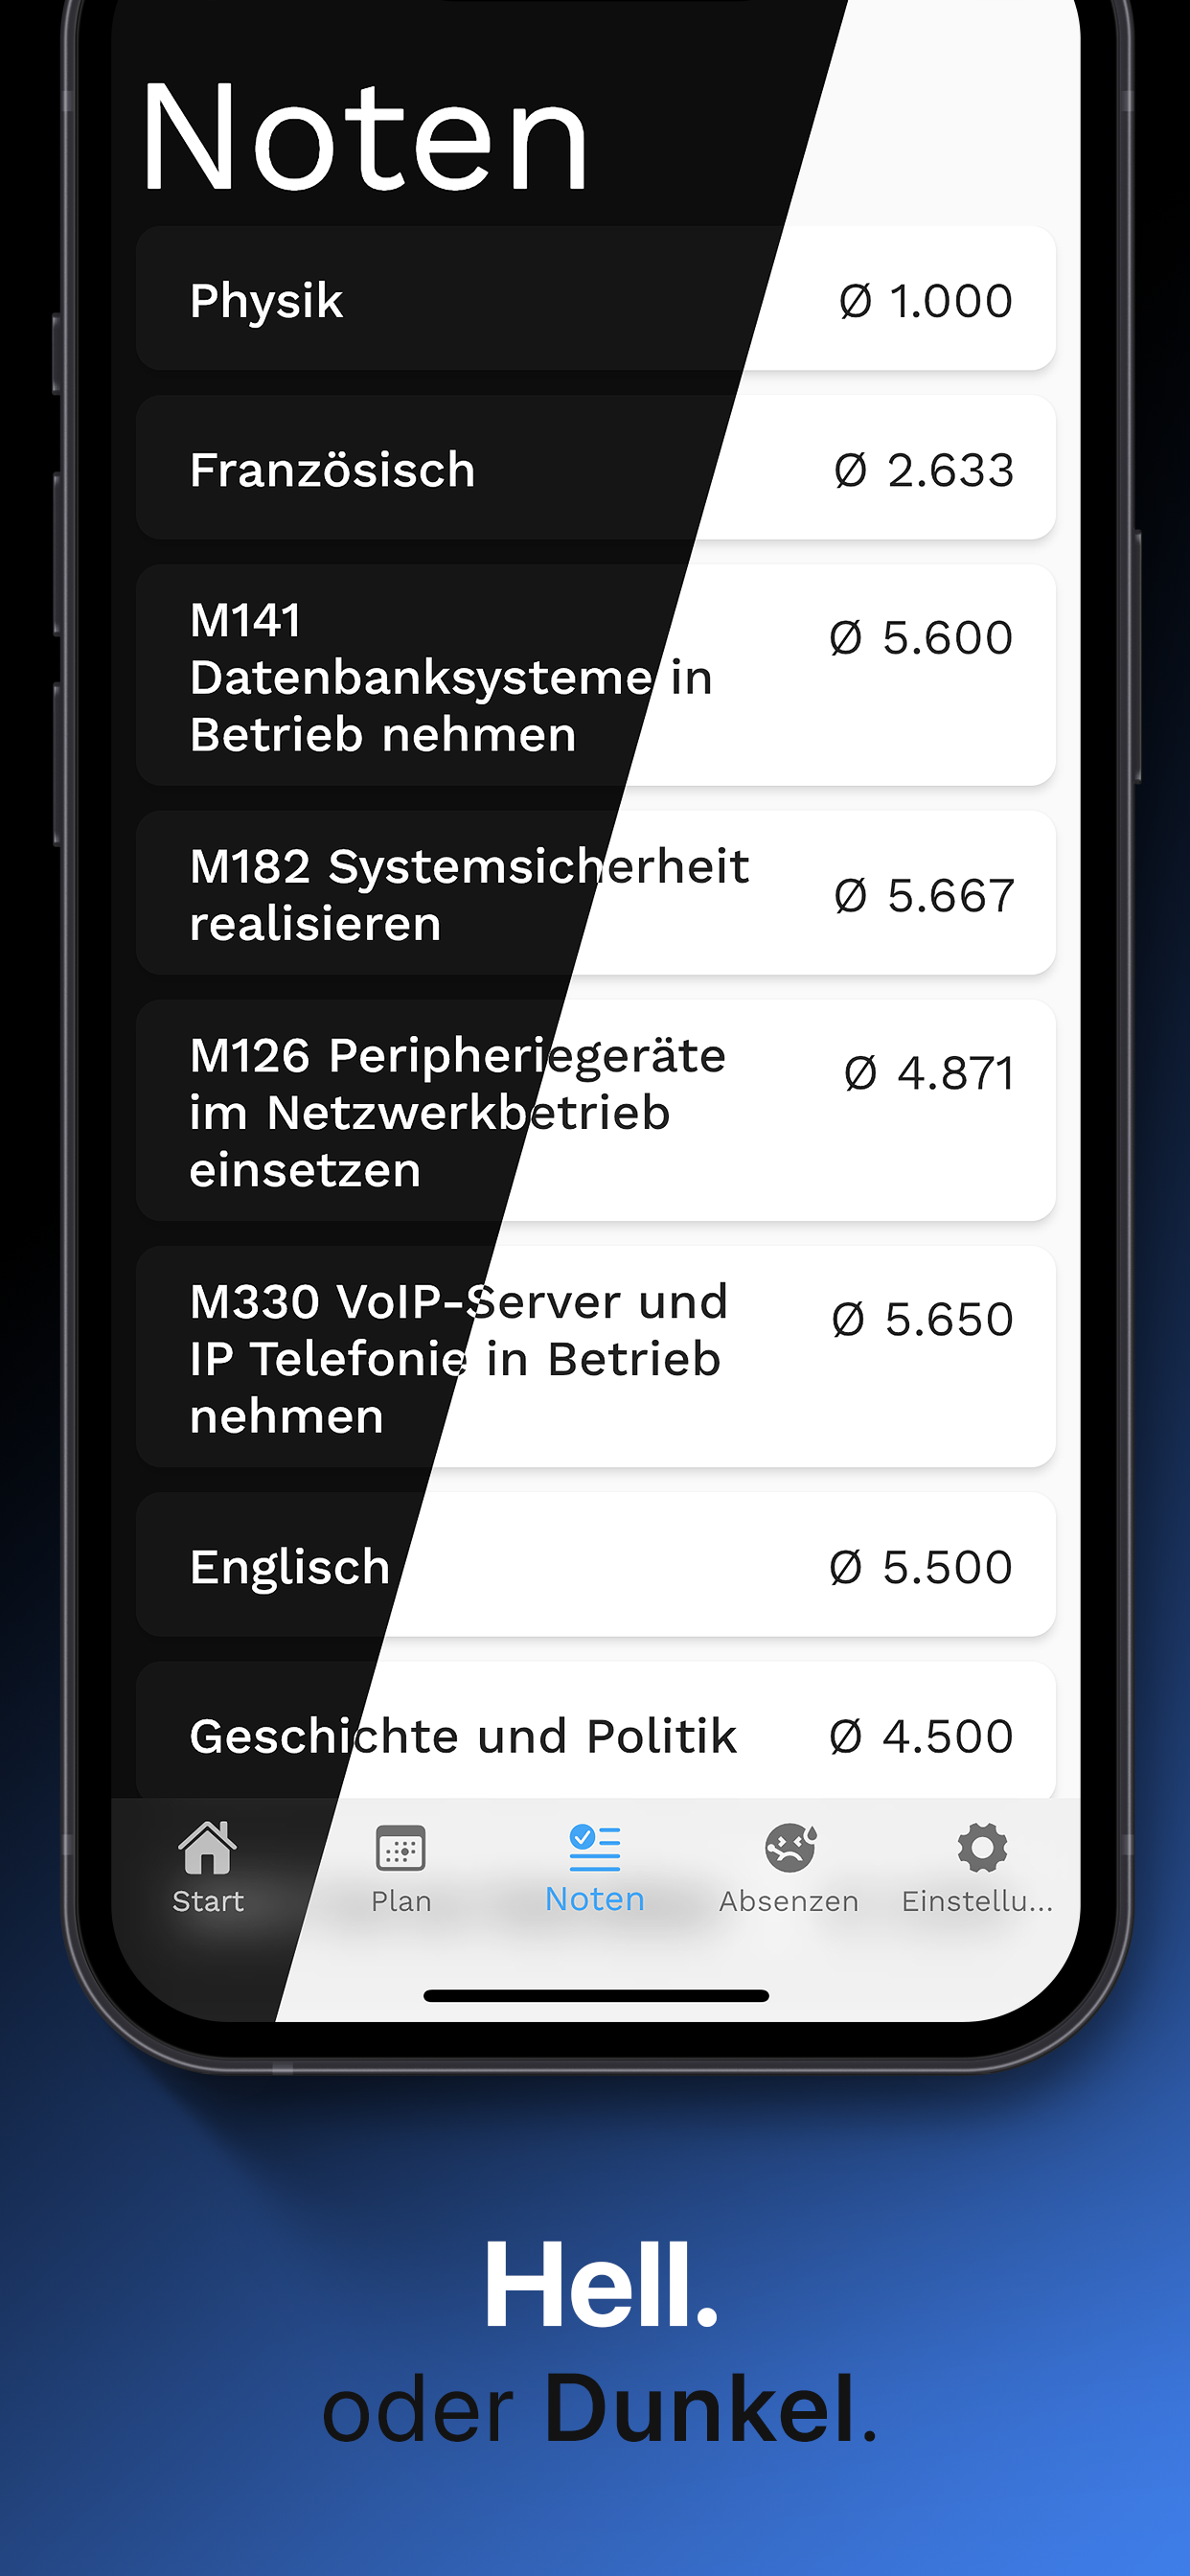 Noten
Physik Ø 1.000
Französisch Ø 2.633
M141
Datenbanksysteme in
Betrieb nehmen
Ø 5.600
M182 Systemsicherheit
realisieren
Ø 5.667
M126 Peripheriegeräte
im Netzwerkbetrieb
einsetzen
Ø 4.871
M330 VoIP-Server und
IP Telefonie in Betrieb
nehmen
Ø 5.650
Englisch Ø 5.500
Geschichte und Politik Ø 4.500
Start Plan Noten Absenzen Einstellu...
Hell.
oder Dunkel.